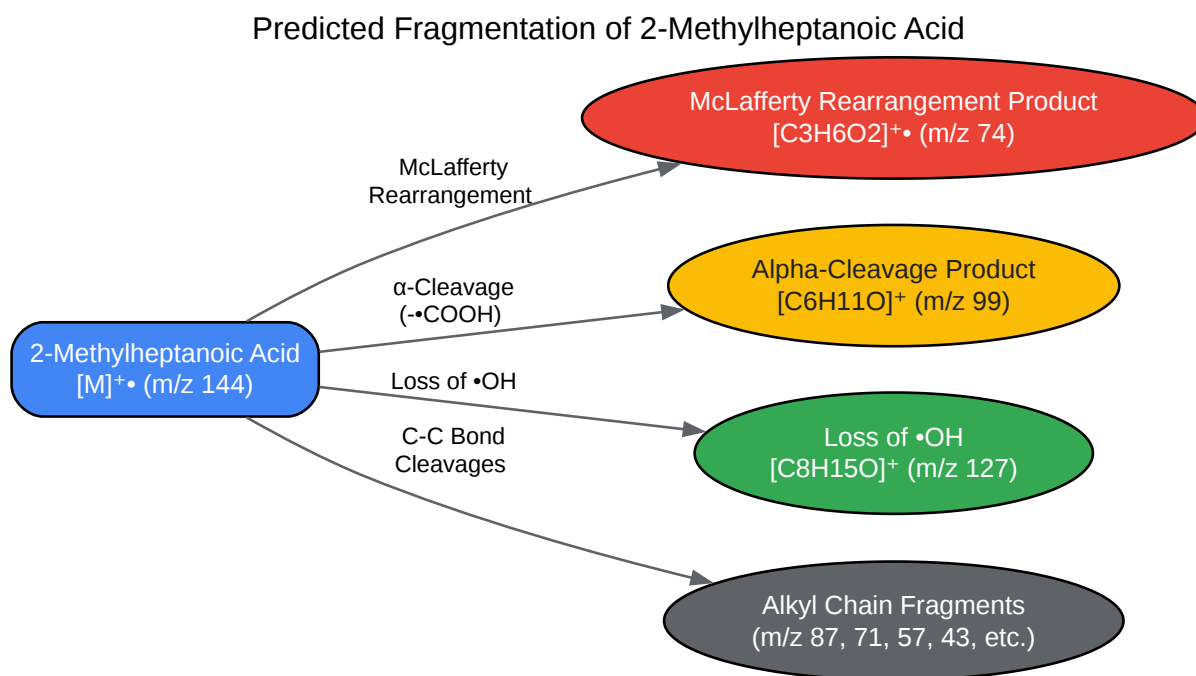 Predicted Fragmentation of 2-Methylheptanoic Acid
McLafferty Rearrangement Product
[C3H6O2]⁺• (m/z 74)
McLafferty
Rearrangement
Alpha-Cleavage Product
[C6H11O]⁺ (m/z 99)
α-Cleavage
(-•COOH)
2-Methylheptanoic Acid
[M]⁺• (m/z 144)
Loss of •OH
Loss of •OH
[C8H15O]⁺ (m/z 127)
C-C Bond
Cleavages
Alkyl Chain Fragments
(m/z 87, 71, 57, 43, etc.)